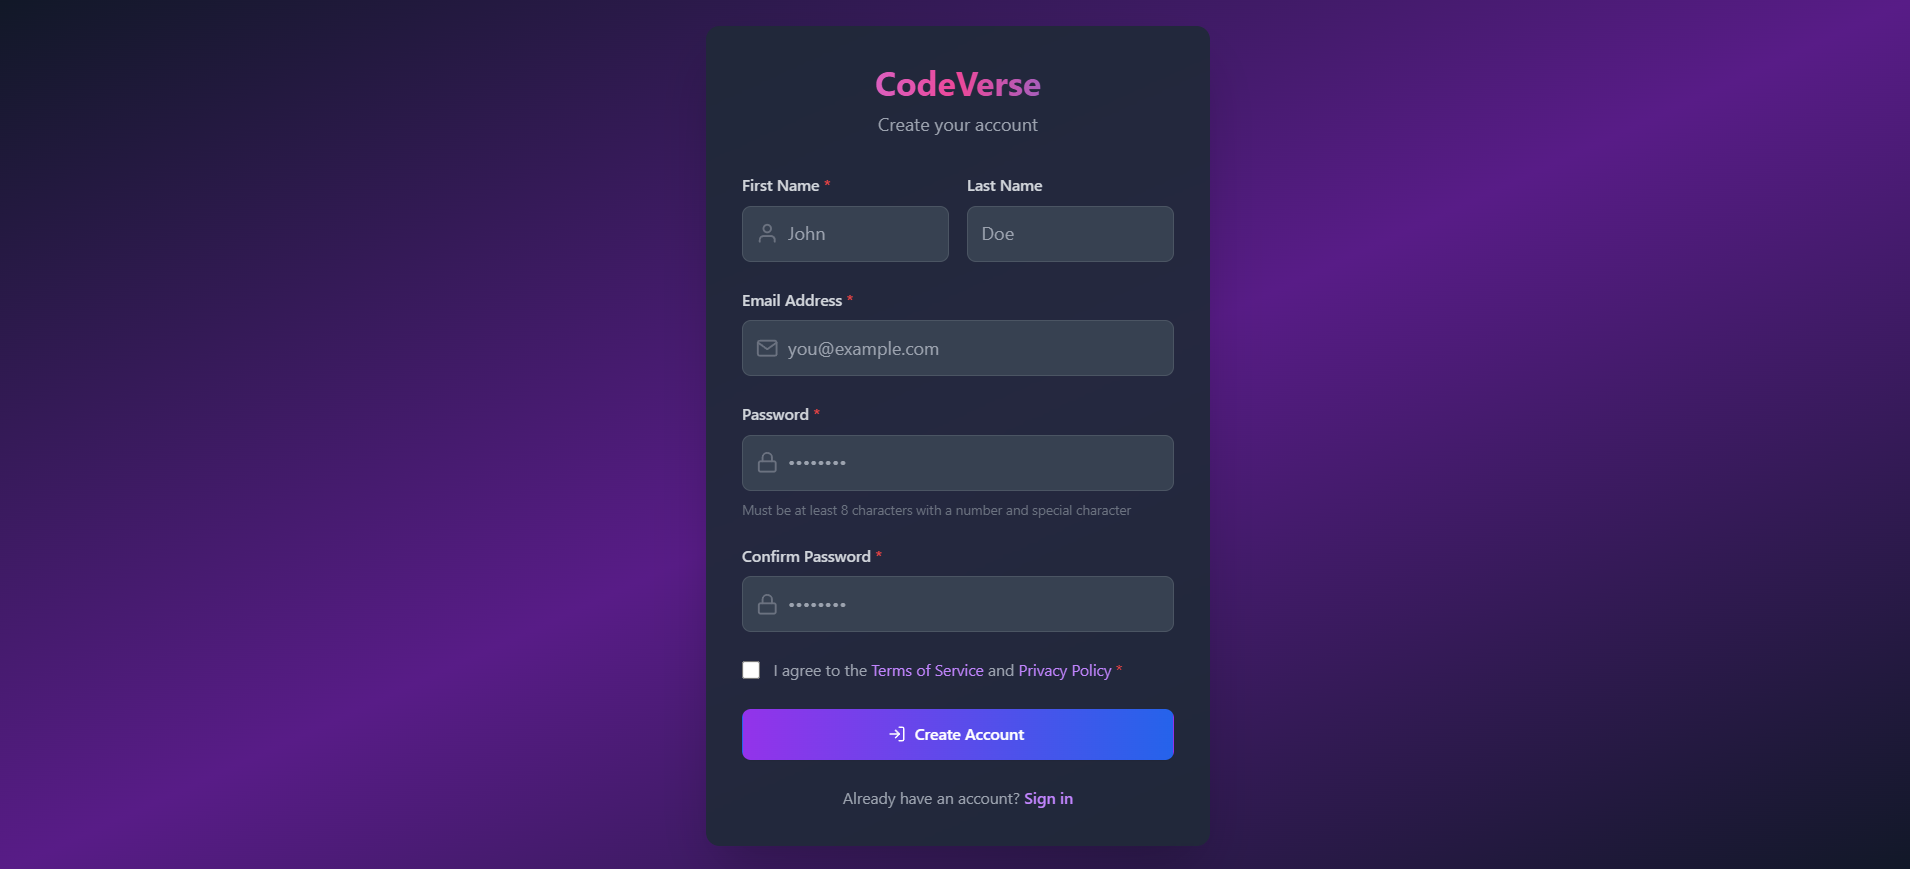 CodeVerse
Create your account
First Name * Last Name
John Doe
Email Address *
you@example.com
Password *
••••••••
Must be at least 8 characters with a number and special character
Confirm Password *
••••••••
I agree to the Terms of Service and Privacy Policy *
Create Account
Already have an account? Sign in